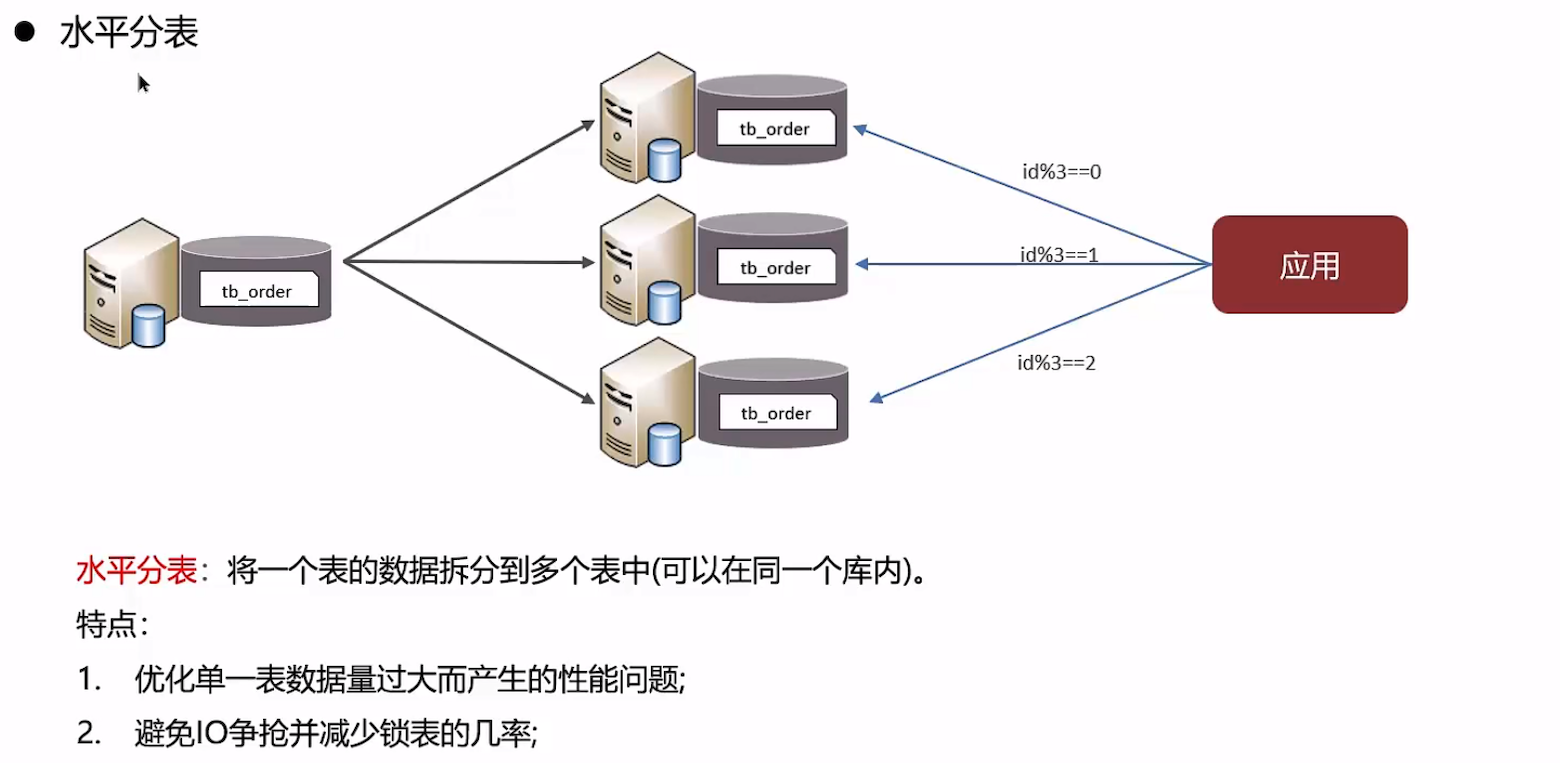 ● 水平分表
tb_order
id%3==0
tb_order
id%3==1
tb_order
应用
tb_order
id%3==2
水平分表：将一个表的数据拆分到多个表中(可以在同一个库内)。
特点：
1. 优化单一表数据量过大而产生的性能问题;
2. 避免IO争抢并减少锁表的几率;